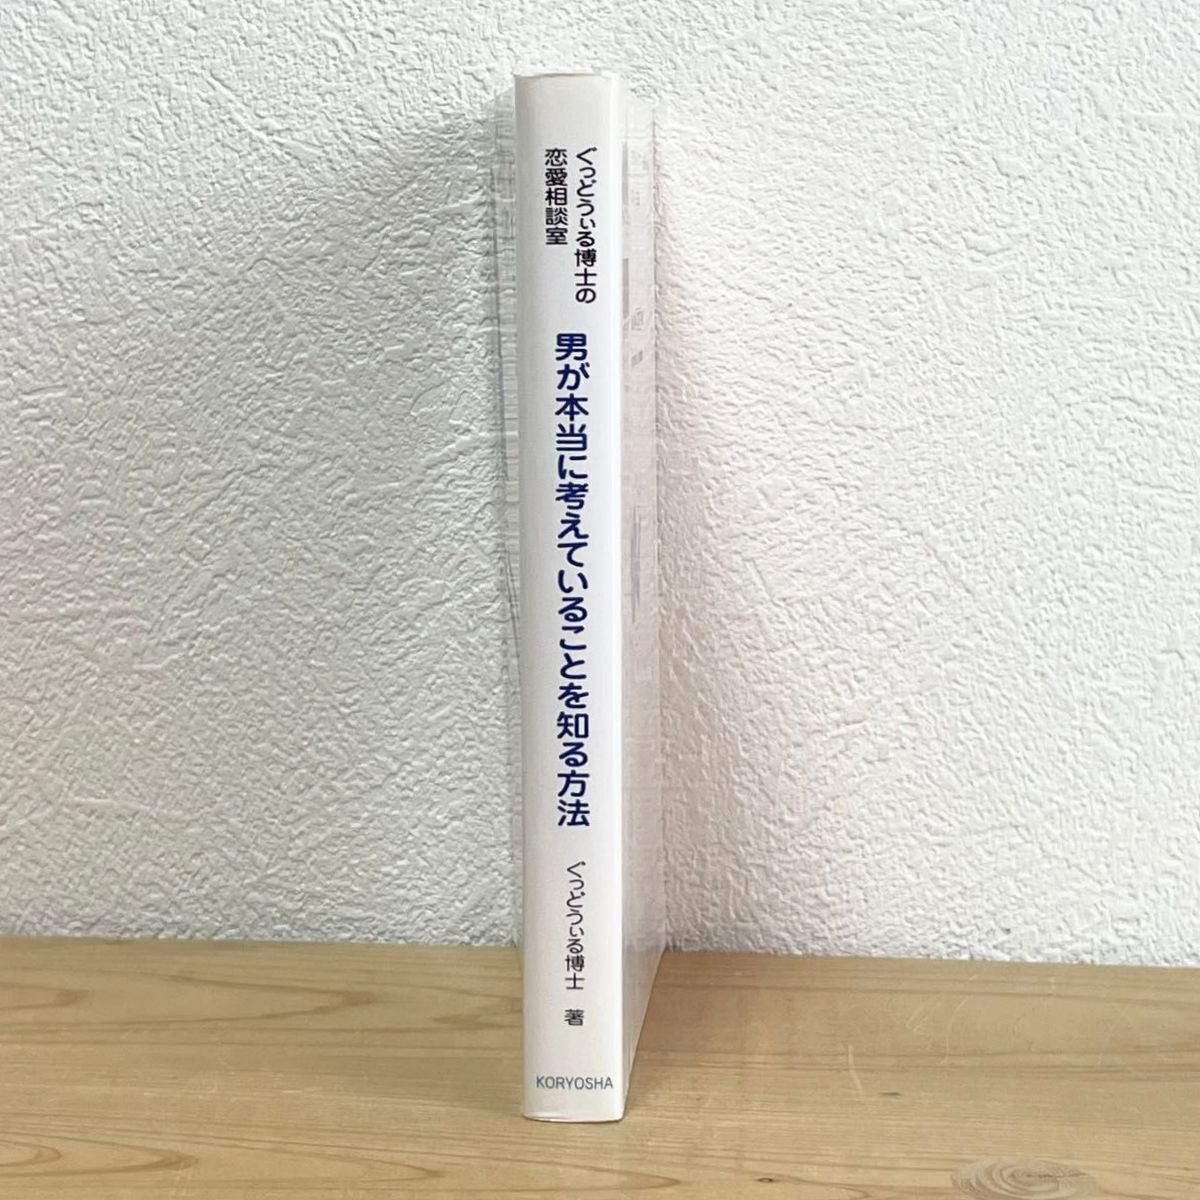 ぐっどうぃる博士の
恋愛相談室
男が本当に考えていることを知る方法
ぐっどうぃる博士 著
KORYOSHA